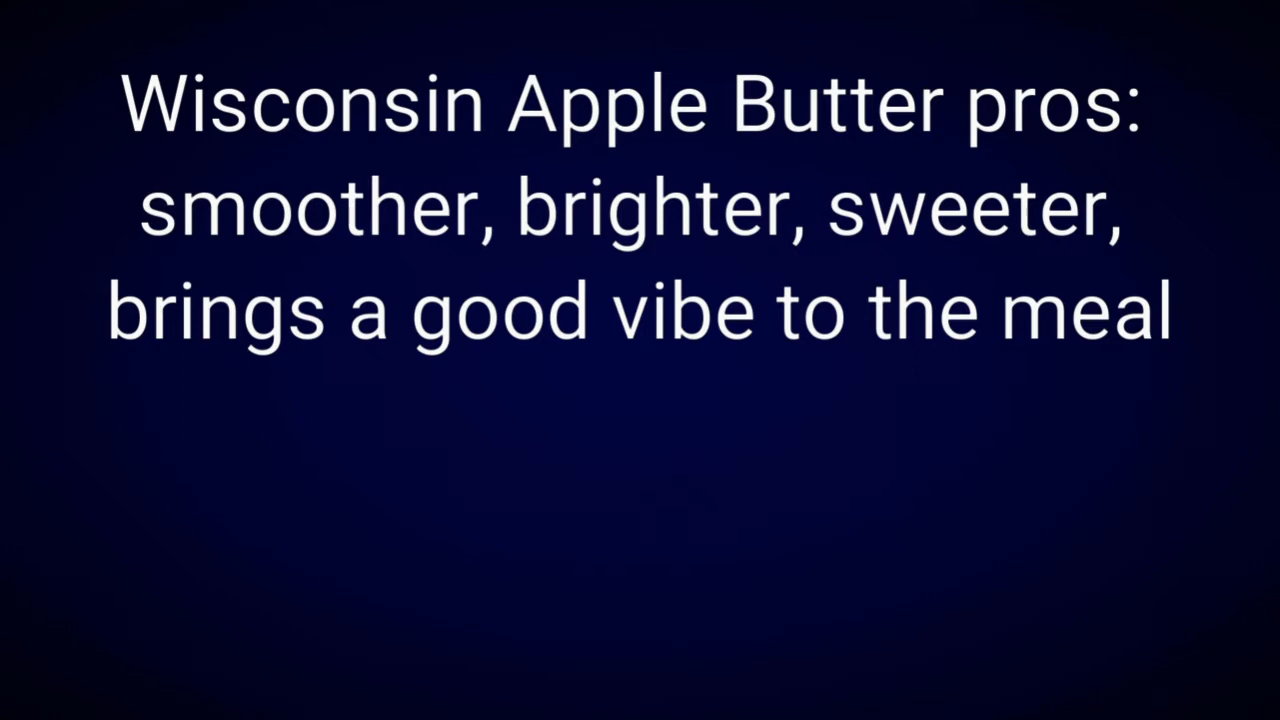 Wisconsin Apple Butter pros:
smoother, brighter, sweeter,
brings a good vibe to the meal